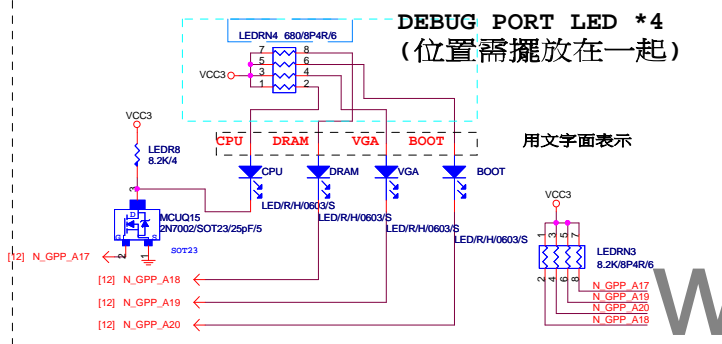 DEBUG PORT LED *4
(位置需擺放在一起)
LEDRN4 680/8P4R/6
7 8
5 6
VCC3 3 4
1 2
VCC3
LEDR8
8.2K/4
CPU DRAM VGA BOOT
用文字面表示
CPU DRAM VGA BOOT
LED/R/H/0603/S
LED/R/H/0603/S
LED/R/H/0603/S
LED/R/H/0603/S
3
D
G S
MCUQ15
2N7002/SOT23/25pF/5
SOT23
2 1
[12] N_GPP_A17
[12] N_GPP_A18
[12] N_GPP_A19
[12] N_GPP_A20
VCC3
1 3 5 7
LEDRN3
8.2K/8P4R/6
2 4 6 8
N_GPP_A17
N_GPP_A19
N_GPP_A20
N_GPP_A18
W